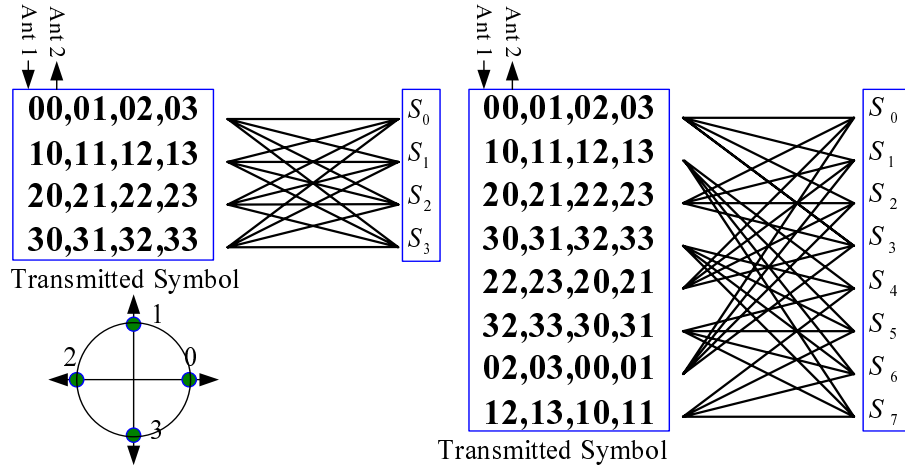 Ant 1
Ant 2
00,01,02,03
10,11,12,13
20,21,22,23
30,31,32,33
S0
S1
S2
S3
Transmitted Symbol
1
2
0
3
Ant 1
Ant 2
00,01,02,03
10,11,12,13
20,21,22,23
30,31,32,33
22,23,20,21
32,33,30,31
02,03,00,01
12,13,10,11
S0
S1
S2
S3
S4
S5
S6
S7
Transmitted Symbol